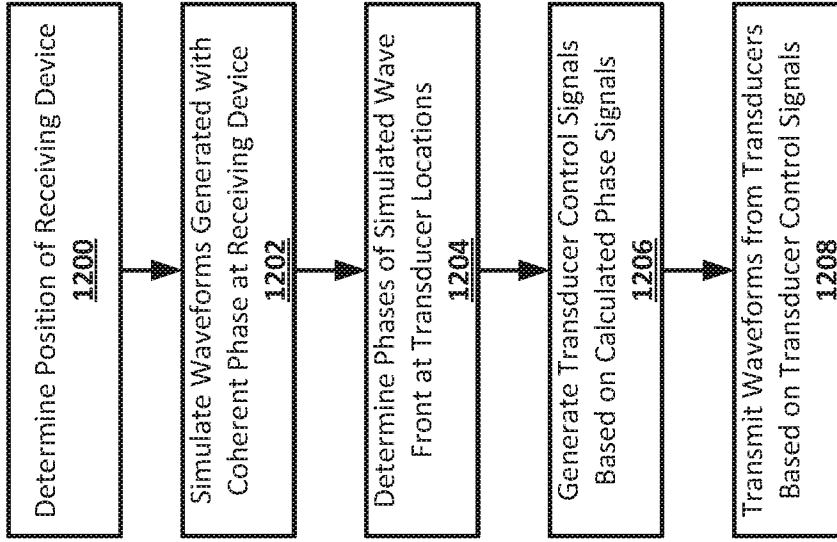 Determine Position of Receiving Device
1200
Simulate Waveforms Generated with
Coherent Phase at Receiving Device
1202
Determine Phases of Simulated Wave
Front at Transducer Locations
1204
Generate Transducer Control Signals
Based on Calculated Phase Signals
1206
Transmit Waveforms from Transducers
Based on Transducer Control Signals
1208